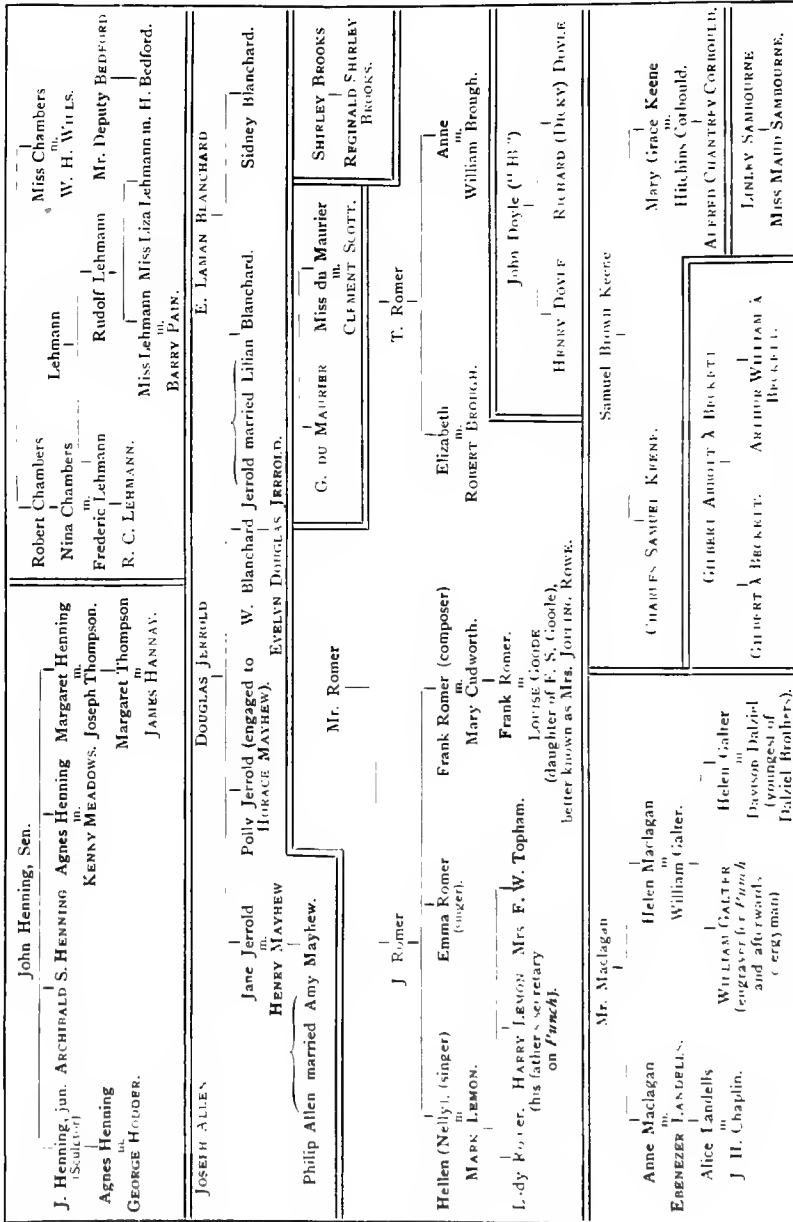 John Henning, Sen.
J. Henning, jun. ARCHIBALD S. HENNING Agnes Henning Margaret Henning
(Sculptor) m. m.
KENNY MEADOWS. Joseph Thompson.
Agnes Henning Margaret Thompson
m. m.
GEORGE HODDER. JAMES HANNAY.
Robert Chambers Lehmann Miss Chambers
Nina Chambers m.
m. W. H. WILLS.
Frederic Lehmann Rudolf Lehmann Mr. Deputy BEDFORD
R. C. LEHMANN. Miss Lehmann Miss Liza Lehmann m. H. Bedford.
m.
BARRY PAIN.
JOSEPH ALLEN DOUGLAS JERROLD E. LAMAN BLANCHARD
Jane Jerrold Polly Jerrold (engaged to W. Blanchard Jerrold married Lilian Blanchard. Sidney Blanchard.
m. HORACE MAYHEW).
HENRY MAYHEW EVELYN DOUGLAS JERROLD.
Philip Allen married Amy Mayhew.
G. DU MAURIER
Miss du Maurier
m.
CLEMENT SCOTT.
SHIRLEY BROOKS
REGINALD SHIRLEY
BROOKS.
Mr. Romer
J Romer T. Romer
Hellen (Nelly), (singer) Emma Romer Frank Romer (composer) Elizabeth Anne
m (singer). m. m. m.
MARK LEMON. Mary Cudworth. ROBERT BROUGH. William Brough.
HARRY LEMON Mrs F. W. Topham. Frank Romer.
(his father's secretary m
on Punch). LOUISE GOODE
(daughter of F. S. Goode),
better known as Mrs. JOPLING ROWE.
John Doyle ("HB")
HENRY DOYLE RICHARD (DICKY) DOYLE
Mr. Maclagan
Anne Maclagan Helen Maclagan
m m
EBENEZER LANDELLS. William Galter.
Alice Landells WILLIAM GALTER Helen Galter
m (engraver for Punch m
J H. Chaplin. and afterwards Davison Dalziel
clergyman) (youngest of
Dalziel Brothers).
Samuel Brown Keene
CHARLES SAMUEL KEENE. Mary Grace Keene
m.
Hitchins Corbould.
ALFRED CHANTREY CORBOULD.
GILBERT ABBOTT À BECKETT
GILBERT À BECKETT. ARTHUR WILLIAM À
BECKETT.
LINLEY SAMBOURNE
MISS MAUD SAMBOURNE.